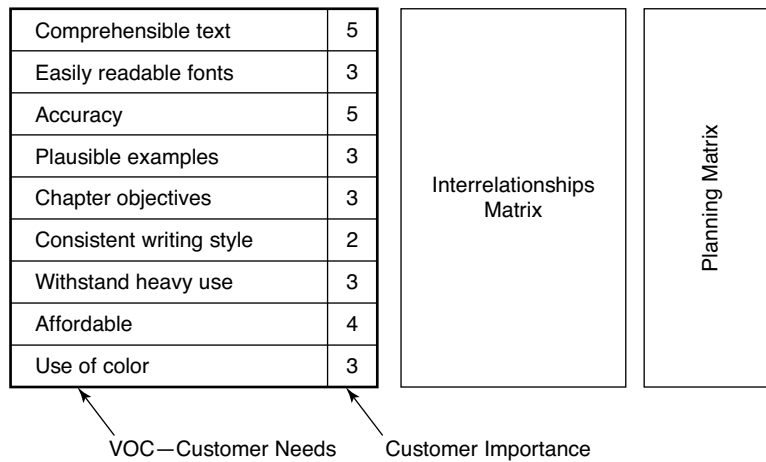 Comprehensible text 5
Easily readable fonts 3
Accuracy 5
Plausible examples 3
Chapter objectives 3
Consistent writing style 2
Withstand heavy use 3
Affordable 4
Use of color 3
Interrelationships
Matrix
Planning Matrix
VOC—Customer Needs
Customer Importance